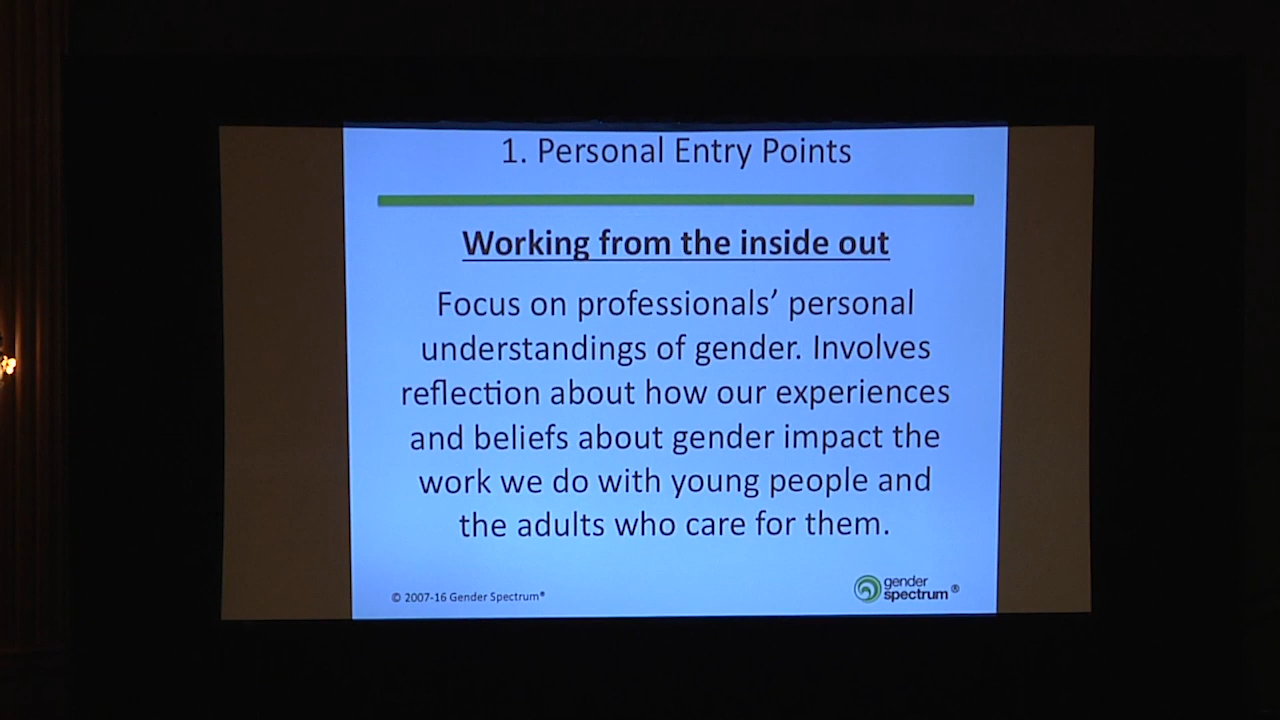 1. Personal Entry Points
Working from the inside out
Focus on professionals’ personal
understandings of gender. Involves
reflection about how our experiences
and beliefs about gender impact the
work we do with young people and
the adults who care for them.
© 2007-16 Gender Spectrum®
gender
spectrum ®